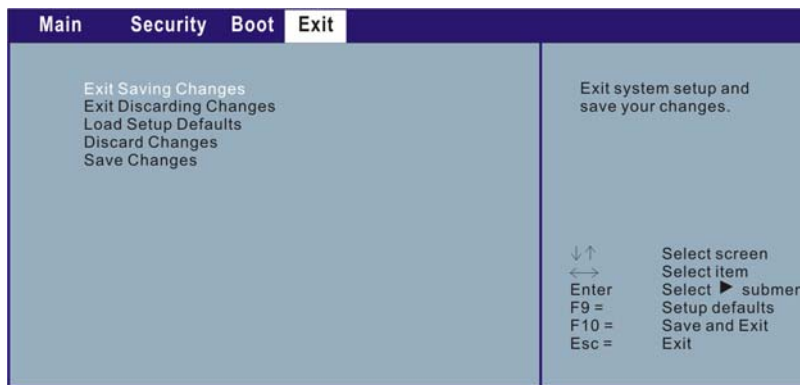 Main Security Boot Exit
Exit Saving Changes
Exit Discarding Changes
Load Setup Defaults
Discard Changes
Save Changes
Exit system setup and
save your changes.
↓↑ Select screen
↔ Select item
Enter Select ▶ submer
F9 = Setup defaults
F10 = Save and Exit
Esc = Exit